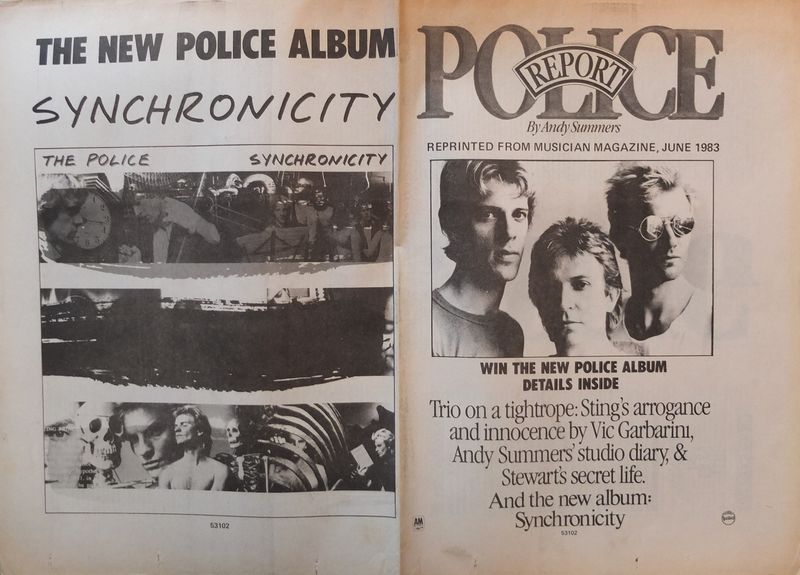 THE NEW POLICE ALBUM
SYNCHRONICITY
THE POLICE SYNCHRONICITY
53102
POLICE
REPORT
By Andy Summers
REPRINTED FROM MUSICIAN MAGAZINE, JUNE 1983
WIN THE NEW POLICE ALBUM
DETAILS INSIDE
Trio on a tightrope: Sting's arrogance
and innocence by Vic Garbarini,
Andy Summers' studio diary, &
Stewart's secret life.
And the new album:
Synchronicity
53102
AM